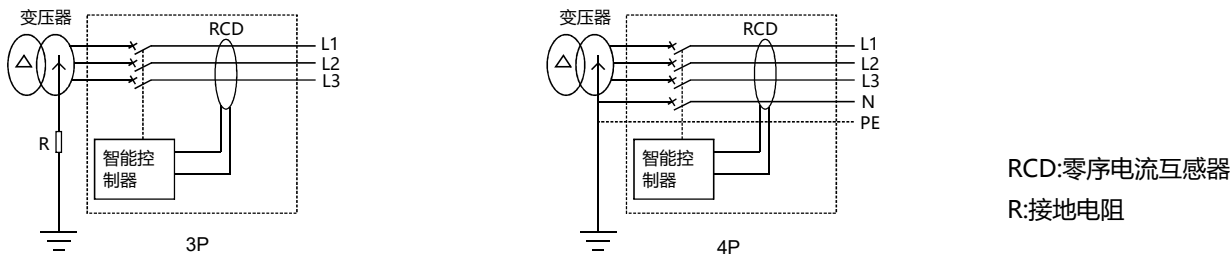 变压器
RCD
L1
L2
L3
R
智能控
制器
3P
变压器
RCD
L1
L2
L3
N
PE
智能控
制器
4P
RCD:零序电流互感器
R:接地电阻